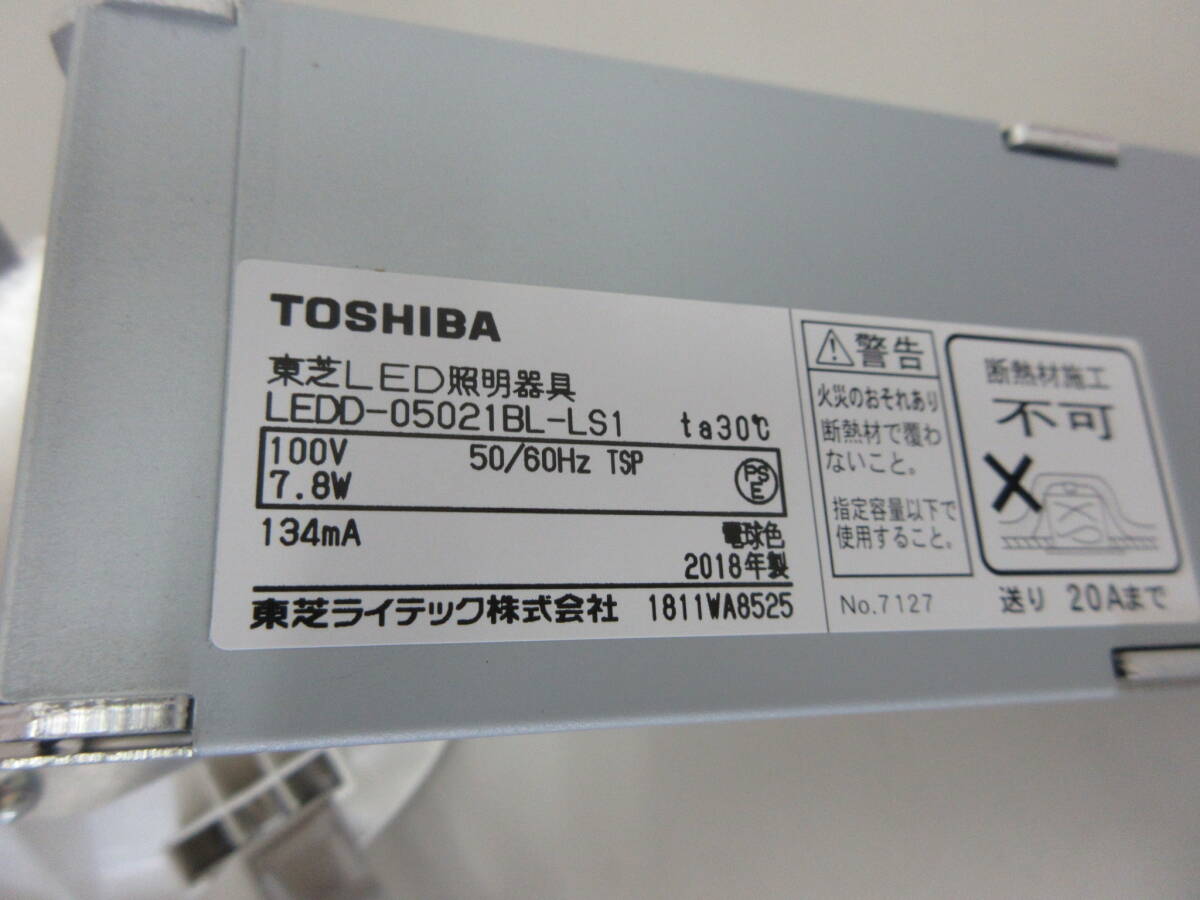 TOSHIBA
東芝LED照明器具
LEDD-05021BL-LS1 ta30℃
100V 50/60Hz TSP
7.8W
PSE
134mA 電球色
2018年製
東芝ライテック株式会社 1811WA8525
警告
火災のおそれあり
断熱材で覆わ
ないこと。
指定容量以下で
使用すること。
No.7127
断熱材施工
不可
送り 20Aまで